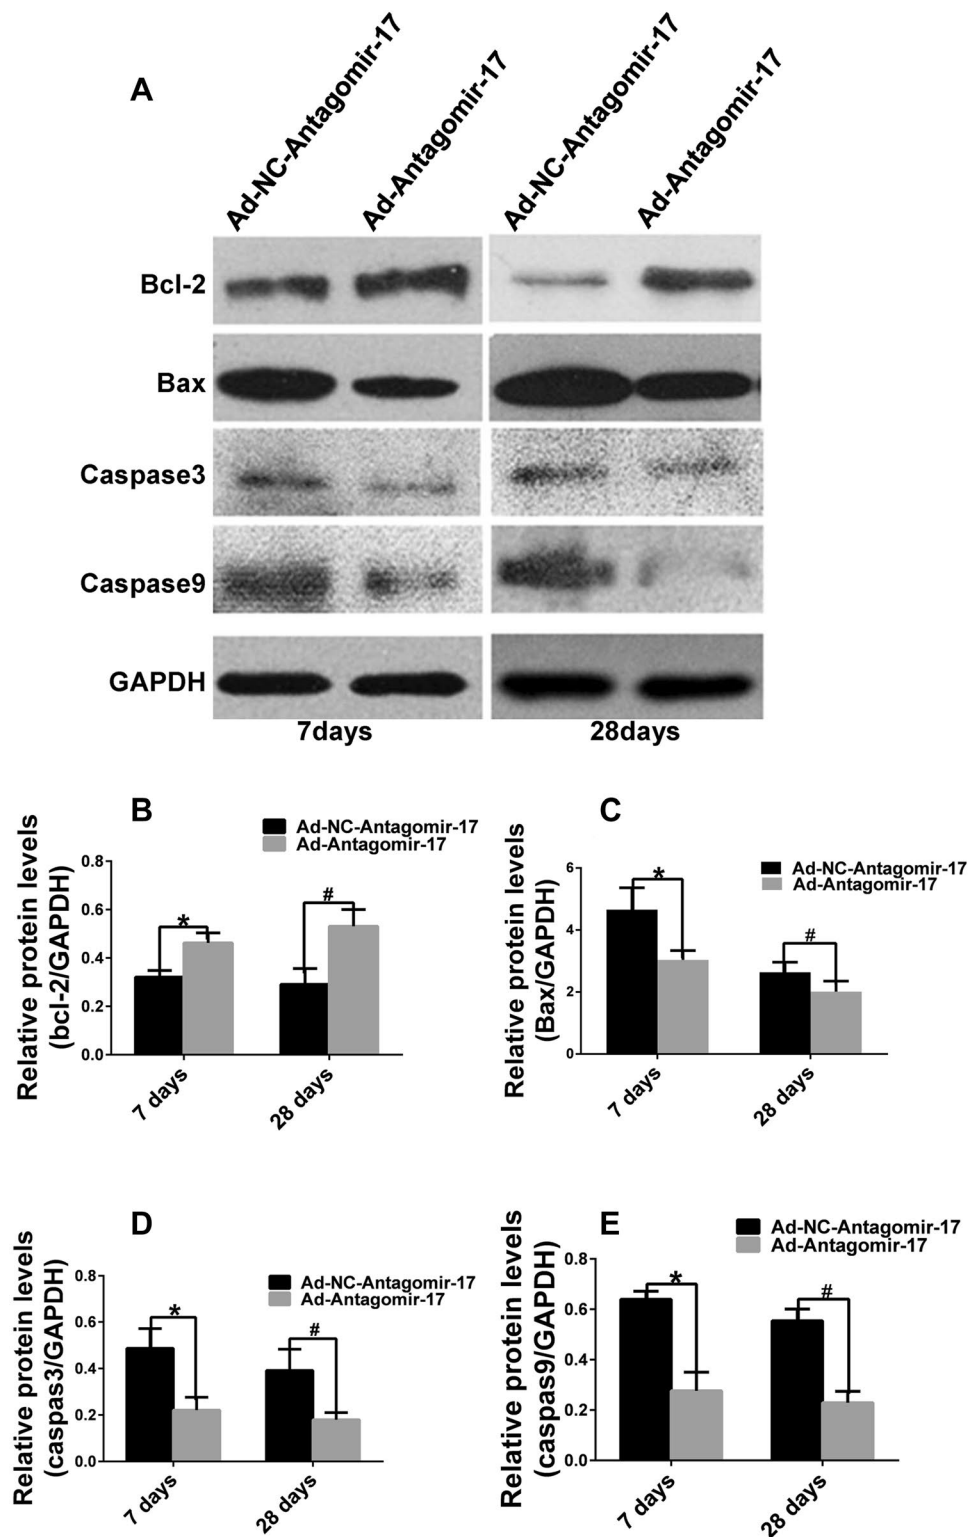 A
Ad-NC-Antagomir-17
Ad-Antagomir-17
Ad-NC-Antagomir-17
Ad-Antagomir-17
Bcl-2
Bax
Caspase3
Caspase9
GAPDH
7days
28days
B
Ad-NC-Antagomir-17
Ad-Antagomir-17
Relative protein levels
(bcl-2/GAPDH)
0.8
0.6
0.4
0.2
0.0
*
#
7 days
28 days
C
Ad-NC-Antagomir-17
Ad-Antagomir-17
Relative protein levels
(Bax/GAPDH)
6
4
2
0
*
#
7 days
28 days
D
Ad-NC-Antagomir-17
Ad-Antagomir-17
Relative protein levels
(caspas3/GAPDH)
0.8
0.6
0.4
0.2
0.0
*
#
7 days
28 days
E
Ad-NC-Antagomir-17
Ad-Antagomir-17
Relative protein levels
(caspas9/GAPDH)
0.8
0.6
0.4
0.2
0.0
*
#
7 days
28 days